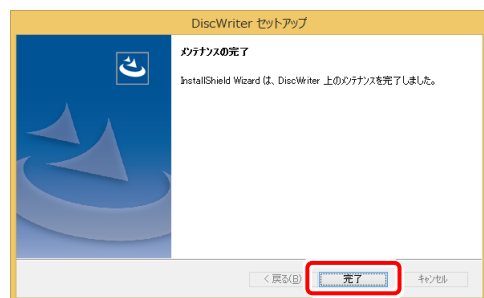 DiscWriter セットアップ
メンテナンスの完了
InstallShield Wizard は、DiscWriter 上のメンテナンスを完了しました。
< 戻る(B)
完了
キャンセル